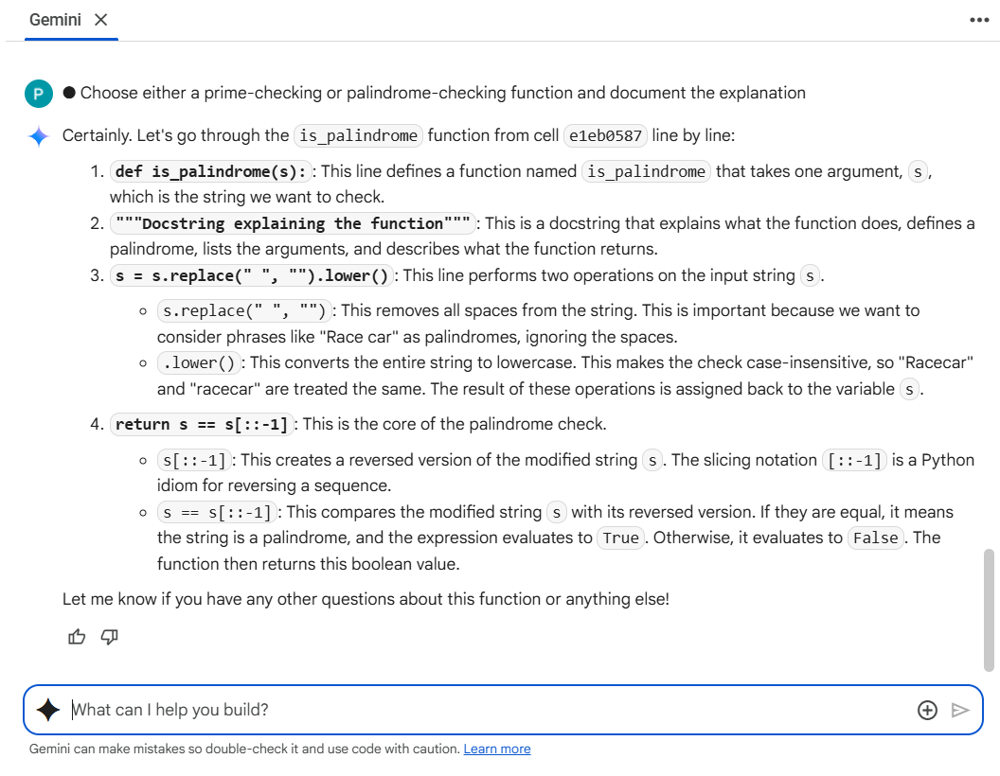 Gemini
P
● Choose either a prime-checking or palindrome-checking function and document the explanation
Certainly. Let's go through the is_palindrome function from cell e1eb0587 line by line:
1. def is_palindrome(s): : This line defines a function named is_palindrome that takes one argument, s ,
which is the string we want to check.
2. """Docstring explaining the function""" : This is a docstring that explains what the function does, defines a
palindrome, lists the arguments, and describes what the function returns.
3. s = s.replace(" ", "").lower() : This line performs two operations on the input string s .
○ s.replace(" ", "") : This removes all spaces from the string. This is important because we want to
consider phrases like "Race car" as palindromes, ignoring the spaces.
○ .lower() : This converts the entire string to lowercase. This makes the check case-insensitive, so "Racecar"
and "racecar" are treated the same. The result of these operations is assigned back to the variable s .
4. return s == s[::-1] : This is the core of the palindrome check.
○ s[::-1] : This creates a reversed version of the modified string s . The slicing notation [::-1] is a Python
idiom for reversing a sequence.
○ s == s[::-1] : This compares the modified string s with its reversed version. If they are equal, it means
the string is a palindrome, and the expression evaluates to True . Otherwise, it evaluates to False . The
function then returns this boolean value.
Let me know if you have any other questions about this function or anything else!
What can I help you build?
Gemini can make mistakes so double-check it and use code with caution. Learn more